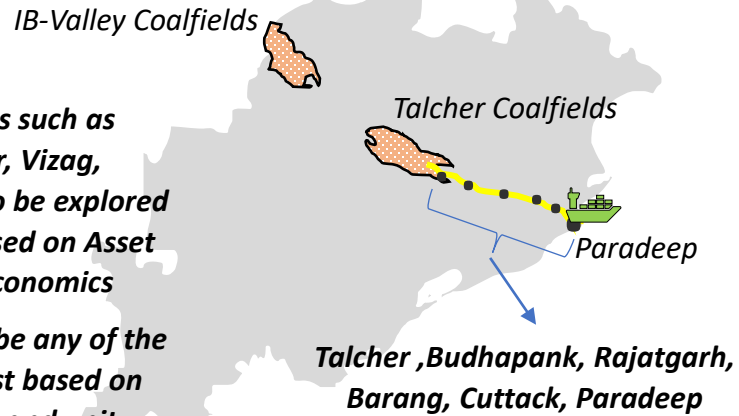 IB-Valley Coalfields
Talcher Coalfields
s such as
r, Vizag,
o be explored
sed on Asset
conomics
Paradeep
be any of the
st based on
Talcher ,Budhapank, Rajatgarh,
Barang, Cuttack, Paradeep